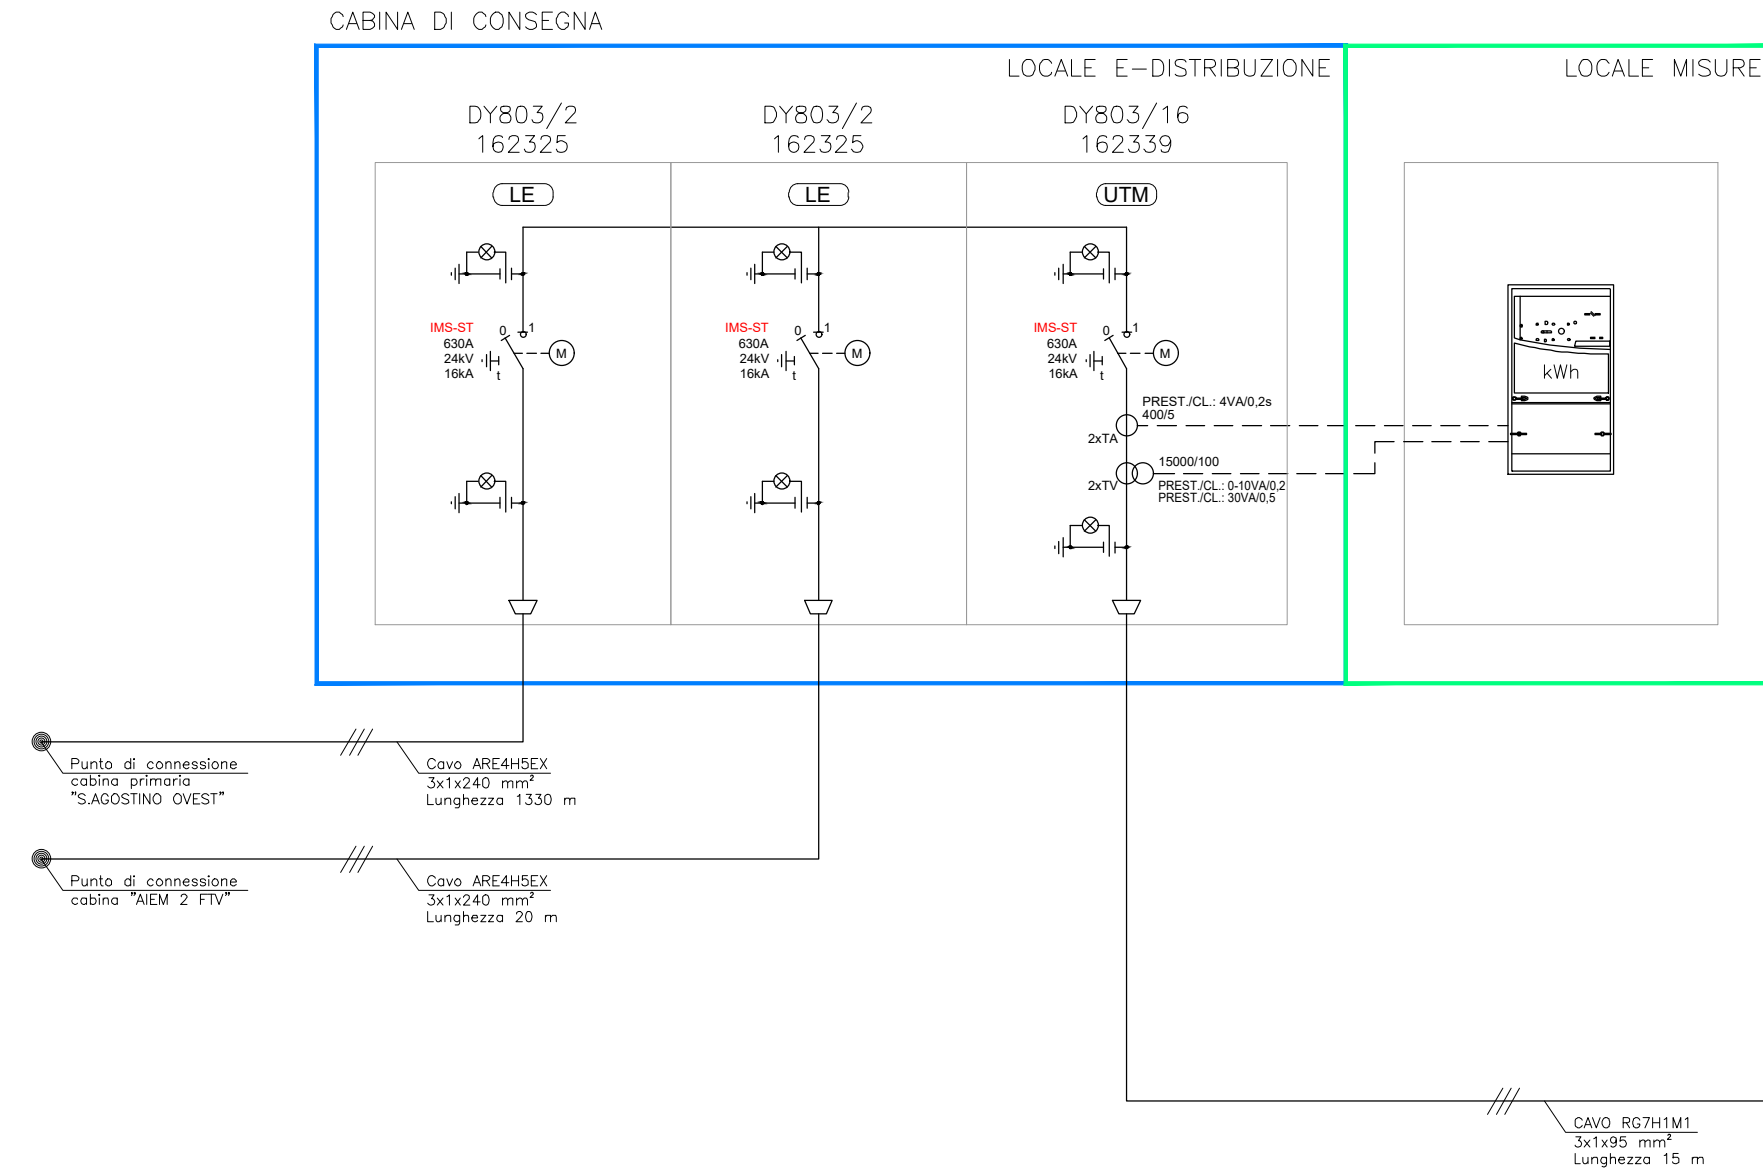 CABINA DI CONSEGNA
LOCALE E-DISTRIBUZIONE
LOCALE MISURE
DY803/2
162325
DY803/2
162325
DY803/16
162339
LE
LE
UTM
IMS-ST
630A
24kV
16kA
0
1
M
t
IMS-ST
630A
24kV
16kA
0
1
M
t
IMS-ST
630A
24kV
16kA
0
1
M
t
PREST./CL.: 4VA/0,2s
400/5
2xTA
15000/100
2xTV
PREST./CL.: 0-10VA/0,2
PREST./CL.: 30VA/0,5
kWh
Punto di connessione
cabina primaria
"S.AGOSTINO OVEST"
Cavo ARE4H5EX
3x1x240 mm²
Lunghezza 1330 m
Punto di connessione
cabina "AIEM 2 FTV"
Cavo ARE4H5EX
3x1x240 mm²
Lunghezza 20 m
CAVO RG7H1M1
3x1x95 mm²
Lunghezza 15 m